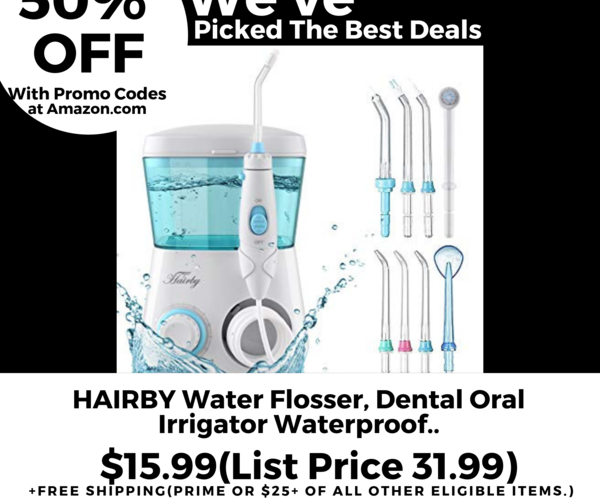 50%
OFF
With Promo Codes
at Amazon.com
We've
Picked The Best Deals
ON
OFF
Hairby
HAIRBY Water Flosser, Dental Oral
Irrigator Waterproof..
$15.99(List Price 31.99)
+FREE SHIPPING(PRIME OR $25+ OF ALL OTHER ELIGIBLE ITEMS.)